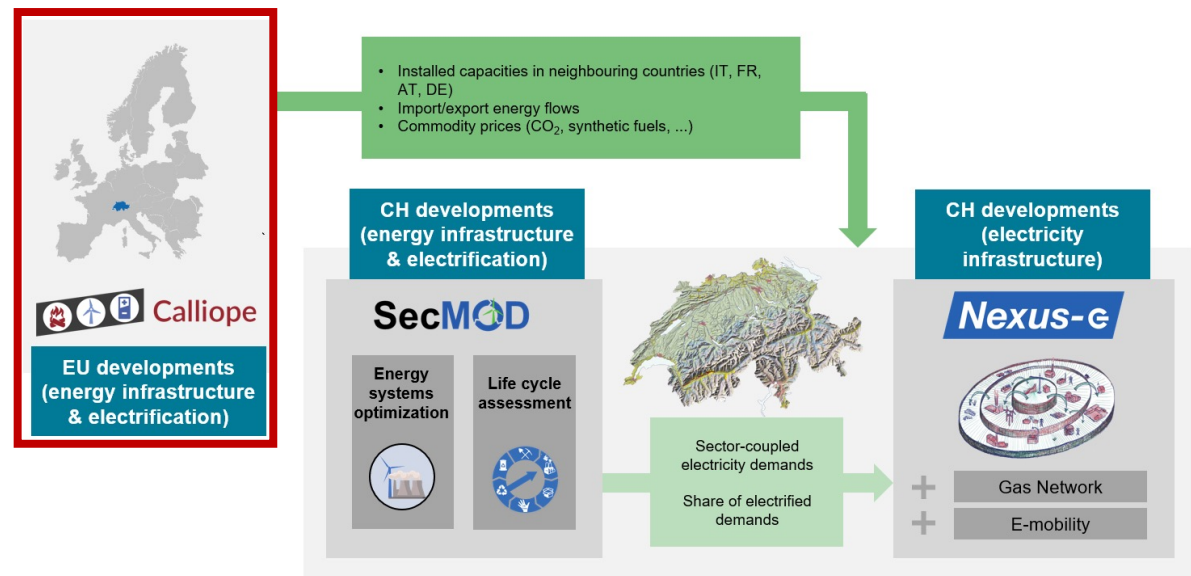 • Installed capacities in neighbouring countries (IT, FR,
AT, DE)
• Import/export energy flows
• Commodity prices (CO₂, synthetic fuels, ...)
Calliope
EU developments
(energy infrastructure
& electrification)
CH developments
(energy infrastructure
& electrification)
SecMOD
Energy
systems
optimization
Life cycle
assessment
Sector-coupled
electricity demands
Share of electrified
demands
CH developments
(electricity
infrastructure)
Nexus-e
+ Gas Network
+ E-mobility